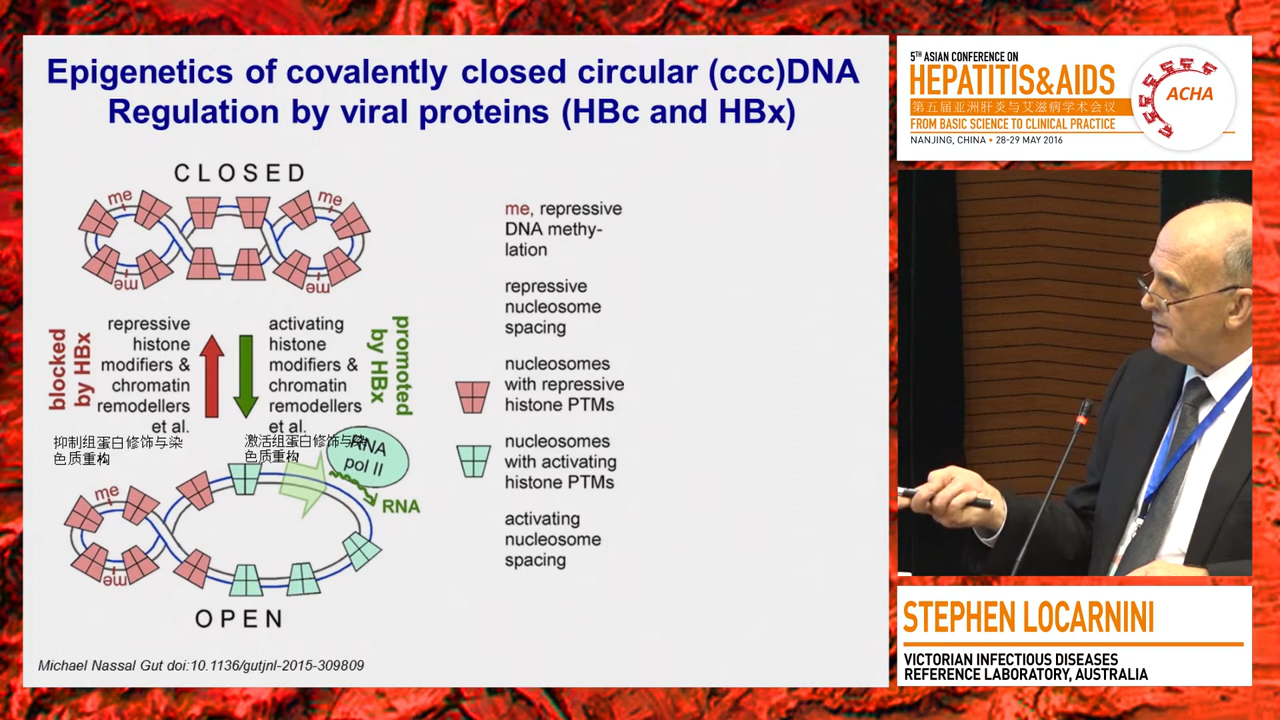 Epigenetics of covalently closed circular (ccc)DNA
Regulation by viral proteins (HBc and HBx)
CLOSED
me
me
me
me
blocked
by HBx
repressive
histone
modifiers &
chromatin
remodellers
et al.
抑制组蛋白修饰与染
色质重构
activating
histone
modifiers &
chromatin
remodellers
et al.
激活组蛋白修饰与染
色质重构
promoted
by HBx
RNA
pol II
RNA
me
me
OPEN
me, repressive
DNA methy-
lation
repressive
nucleosome
spacing
nucleosomes
with repressive
histone PTMs
nucleosomes
with activating
histone PTMs
activating
nucleosome
spacing
Michael Nassal Gut doi:10.1136/gutjnl-2015-309809
5TH ASIAN CONFERENCE ON
HEPATITIS&AIDS
第五届亚洲肝炎与艾滋病学术会议
FROM BASIC SCIENCE TO CLINICAL PRACTICE
NANJING, CHINA • 28-29 MAY 2016
ACHA
STEPHEN LOCARNINI
VICTORIAN INFECTIOUS DISEASES
REFERENCE LABORATORY, AUSTRALIA